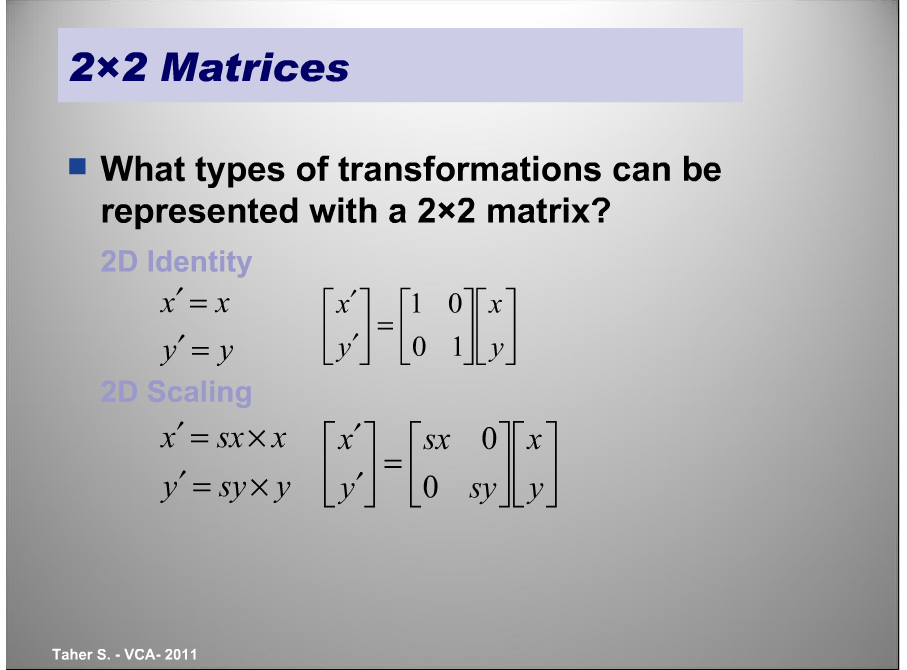 2×2 Matrices
What types of transformations can be
represented with a 2×2 matrix?
2D Identity
x′ = x
y′ = y
[x′ y′] = [1 0; 0 1][x y]
2D Scaling
x′ = sx × x
y′ = sy × y
[x′ y′] = [sx 0; 0 sy][x y]
Taher S. - VCA- 2011